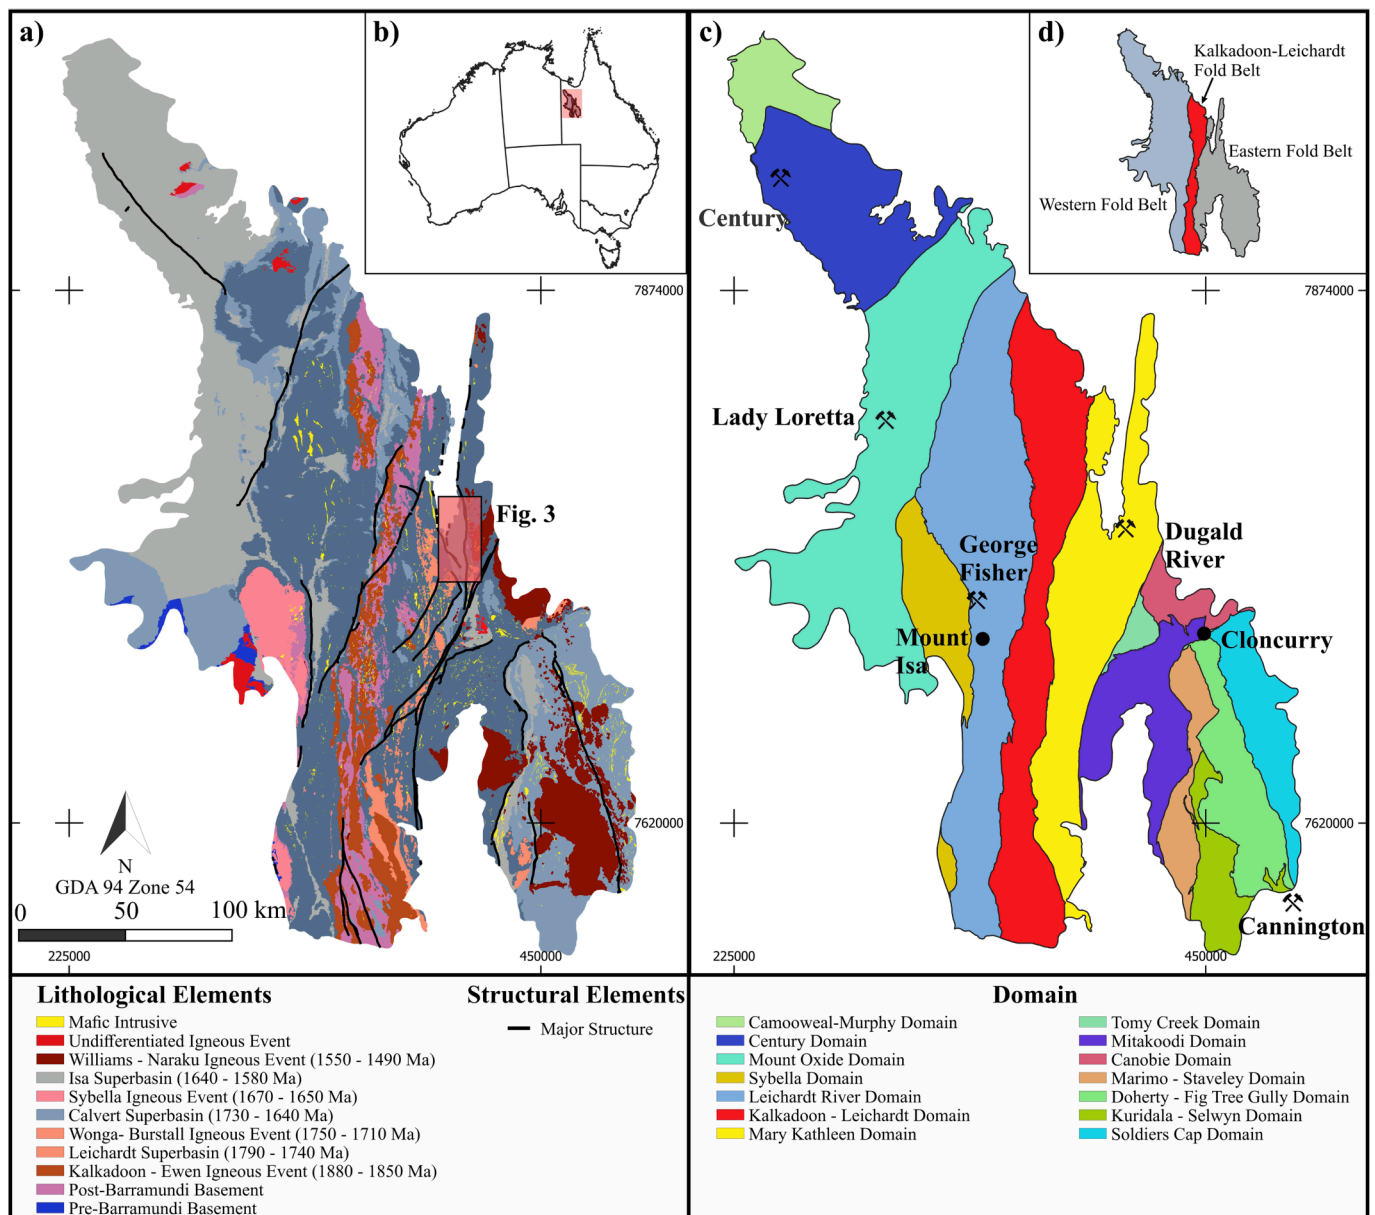 a)
b)
c)
d)
Kalkadoon-Leichardt
Fold Belt
Eastern Fold Belt
Western Fold Belt
Century
7874000
7874000
Lady Loretta
Fig. 3
Dugald
River
George
Fisher
Mount
Isa
Cloncurry
7620000
7620000
N
GDA 94 Zone 54
0 50 100 km
Cannington
225000
450000
225000
450000
Lithological Elements
Mafic Intrusive
Undifferentiated Igneous Event
Williams - Naraku Igneous Event (1550 - 1490 Ma)
Isa Superbasin (1640 - 1580 Ma)
Sybella Igneous Event (1670 - 1650 Ma)
Calvert Superbasin (1730 - 1640 Ma)
Wonga- Burstall Igneous Event (1750 - 1710 Ma)
Leichardt Superbasin (1790 - 1740 Ma)
Kalkadoon - Ewen Igneous Event (1880 - 1850 Ma)
Post-Barramundi Basement
Pre-Barramundi Basement
Structural Elements
Major Structure
Domain
Camooweal-Murphy Domain
Century Domain
Mount Oxide Domain
Sybella Domain
Leichardt River Domain
Kalkadoon - Leichardt Domain
Mary Kathleen Domain
Tomy Creek Domain
Mitakoodi Domain
Canobie Domain
Marimo - Staveley Domain
Doherty - Fig Tree Gully Domain
Kuridala - Selwyn Domain
Soldiers Cap Domain